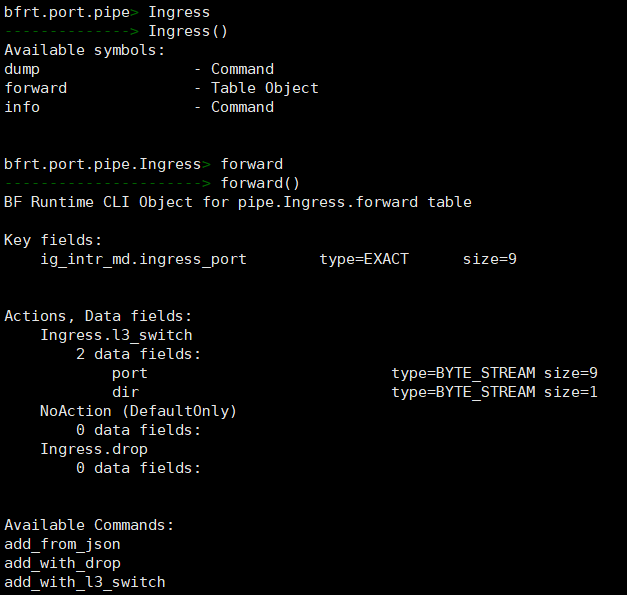 bfrt.port.pipe> Ingress
--------------> Ingress()
Available symbols:
dump                 - Command
forward              - Table Object
info                 - Command
bfrt.port.pipe.Ingress> forward
----------------------> forward()
BF Runtime CLI Object for pipe.Ingress.forward table
Key fields:
    ig_intr_md.ingress_port        type=EXACT      size=9
Actions, Data fields:
    Ingress.l3_switch
        2 data fields:
            port                           type=BYTE_STREAM size=9
            dir                            type=BYTE_STREAM size=1
    NoAction (DefaultOnly)
        0 data fields:
    Ingress.drop
        0 data fields:
Available Commands:
add_from_json
add_with_drop
add_with_l3_switch